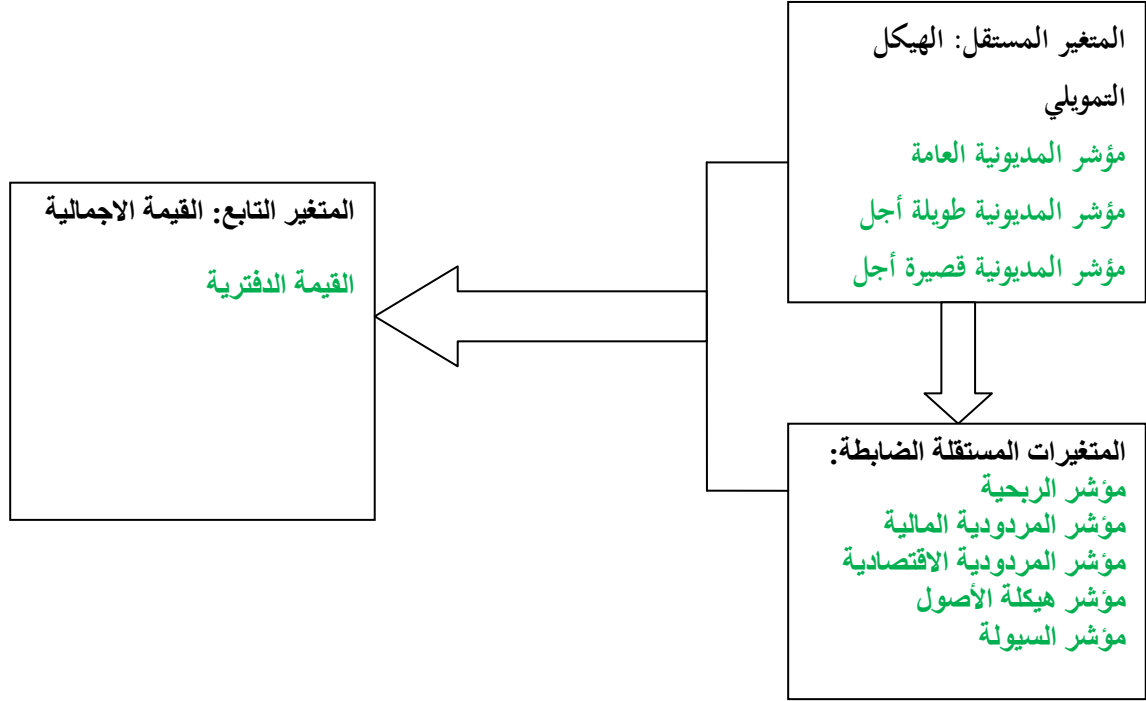 المتغير المستقل: الهيكل
التمويلي
مؤشر المديونية العامة
مؤشر المديونية طويلة أجل
مؤشر المديونية قصيرة أجل
المتغير التابع: القيمة الاجمالية
القيمة الدفترية
المتغيرات المستقلة الضابطة:
مؤشر الربحية
مؤشر المردودية المالية
مؤشر المردودية الاقتصادية
مؤشر هيكلة الأصول
مؤشر السيولة